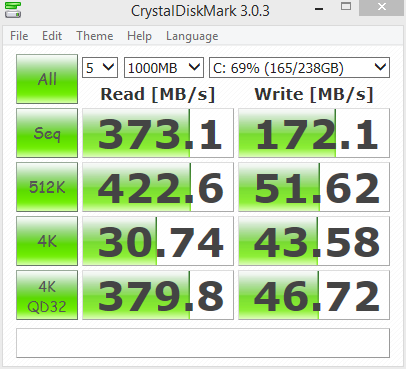 CrystalDiskMark 3.0.3
File Edit Theme Help Language
All 5 1000MB C: 69% (165/238GB)
Read [MB/s] Write [MB/s]
Seq 373.1 172.1
512K 422.6 51.62
4K 30.74 43.58
4K
QD32 379.8 46.72